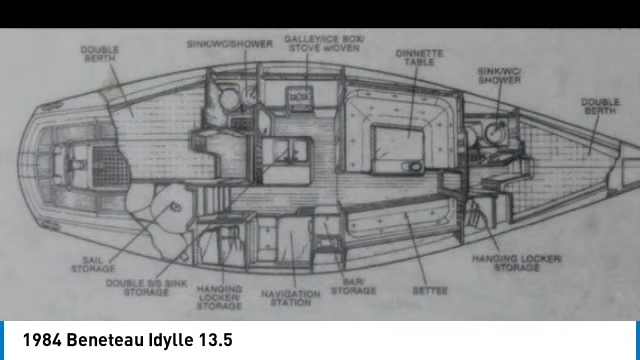 DOUBLE
BERTH
SINK/WC/SHOWER
GALLEY/ICE BOX/
STOVE w/OVEN
DINNETTE
TABLE
SINK/WC/
SHOWER
DOUBLE
BERTH
SAIL
STORAGE
DOUBLE S/S SINK
STORAGE
HANGING
LOCKER/
STORAGE
NAVIGATION
STATION
BAR/
STORAGE
SETTEE
HANGING LOCKER/
STORAGE
1984 Beneteau Idylle 13.5